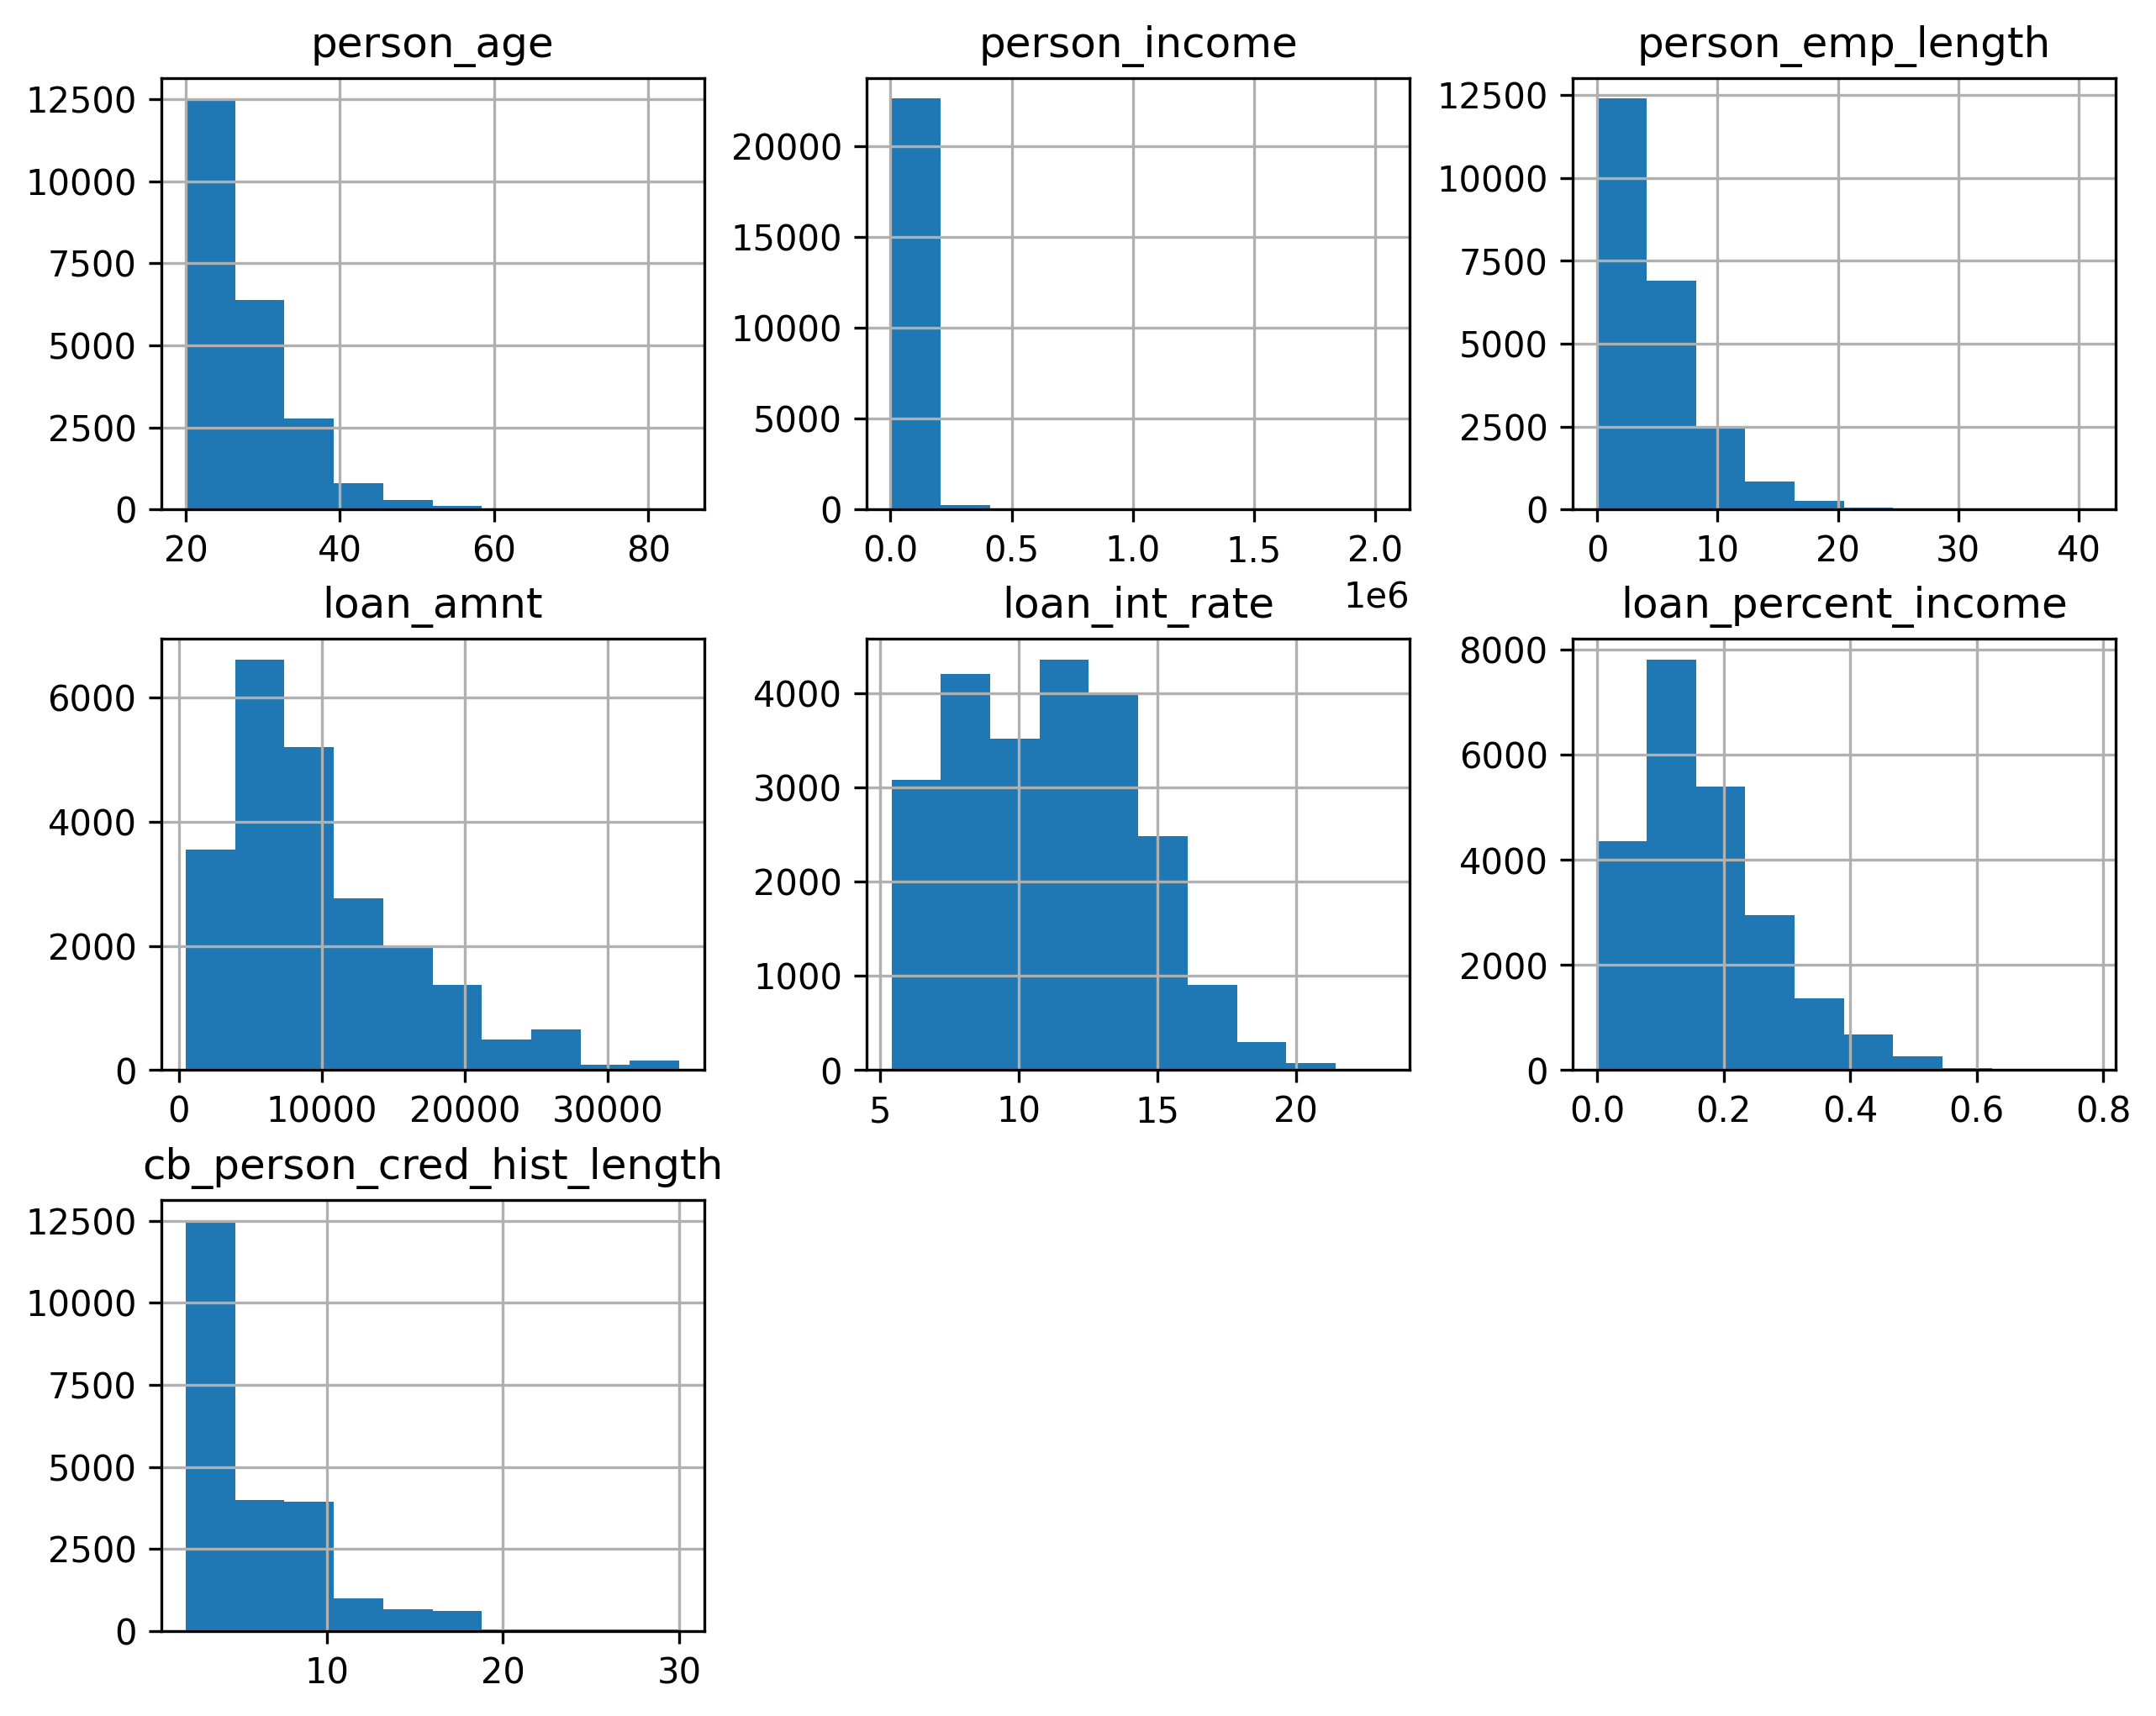 person_age
12500
10000
7500
5000
2500
0
20 40 60 80
person_income
20000
15000
10000
5000
0
0.0 0.5 1.0 1.5 2.0
1e6
person_emp_length
12500
10000
7500
5000
2500
0
0 10 20 30 40
loan_amnt
6000
4000
2000
0
0 10000 20000 30000
loan_int_rate
4000
3000
2000
1000
0
5 10 15 20
loan_percent_income
8000
6000
4000
2000
0
0.0 0.2 0.4 0.6 0.8
cb_person_cred_hist_length
12500
10000
7500
5000
2500
0
10 20 30